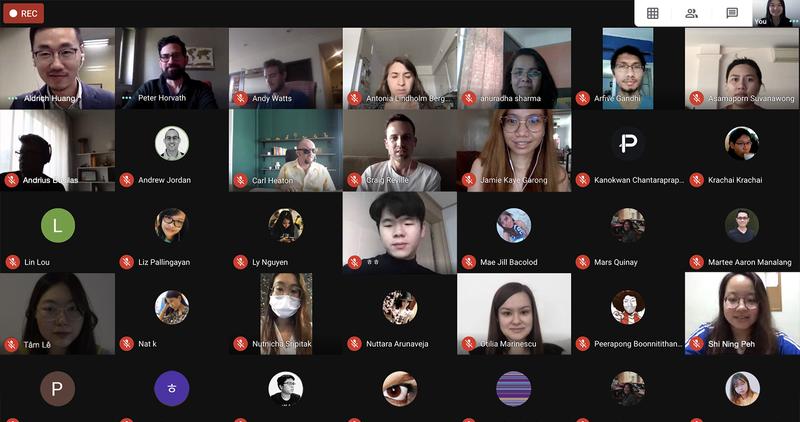 REC
You
Aldrich Huang
Peter Horvath
Andy Watts
Antonia Lindholm Berg
anuradha sharma
Arfive Gandhi
Asamaporn Suvanawong
Andrius
Andrew Jordan
Carl Heaton
Craig Reville
Jamie Kaye Garong
Kanokwan Chantaraprap...
Krachai Krachai
L
Lin Lou
Liz Pallingayan
Ly Nguyen
Mae Jill Bacolod
Mars Quinay
Martee Aaron Manalang
Tâm Lê
Nat k
Nutnicha Sripitak
Nuttara Arunaveja
Otilia Marinescu
Peerapong Boonnitithan...
Shi Ning Peh
P
ㅎ